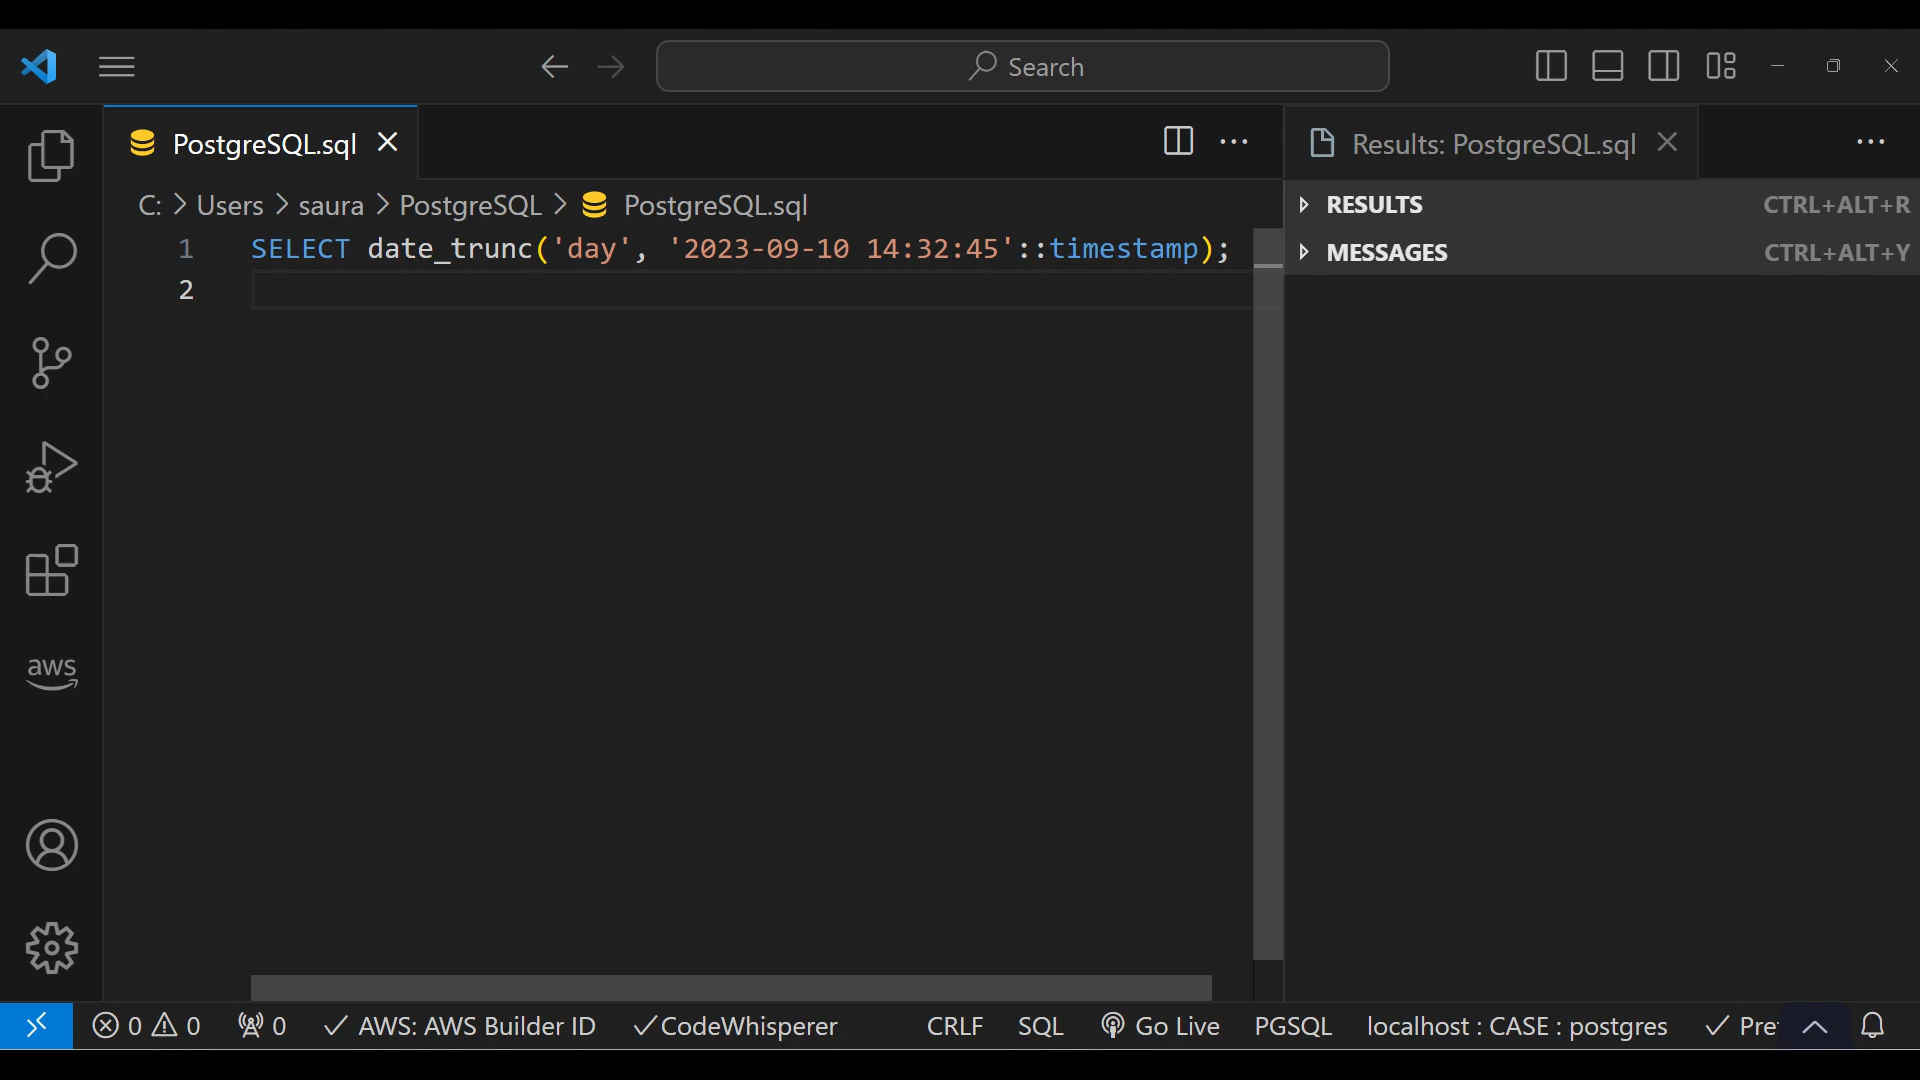 Search
PostgreSQL.sql
Results: PostgreSQL.sql
C: > Users > saura > PostgreSQL > PostgreSQL.sql
RESULTS CTRL+ALT+R
MESSAGES CTRL+ALT+Y
1 SELECT date_trunc('day', '2023-09-10 14:32:45'::timestamp);
2
aws
0 0 0 AWS: AWS Builder ID CodeWhisperer CRLF SQL Go Live PGSQL localhost : CASE : postgres